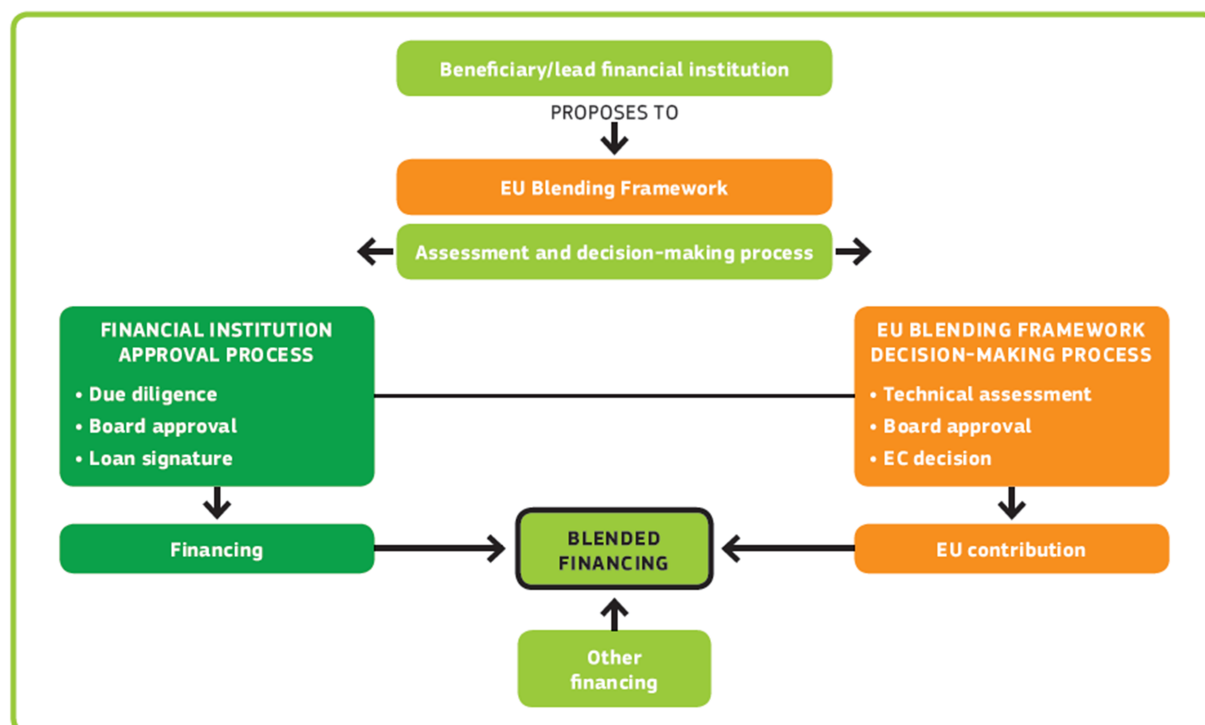 Beneficiary/lead financial institution
PROPOSES TO
EU Blending Framework
Assessment and decision-making process
FINANCIAL INSTITUTION
APPROVAL PROCESS
• Due diligence
• Board approval
• Loan signature
EU BLENDING FRAMEWORK
DECISION-MAKING PROCESS
• Technical assessment
• Board approval
• EC decision
Financing
BLENDED
FINANCING
EU contribution
Other
financing